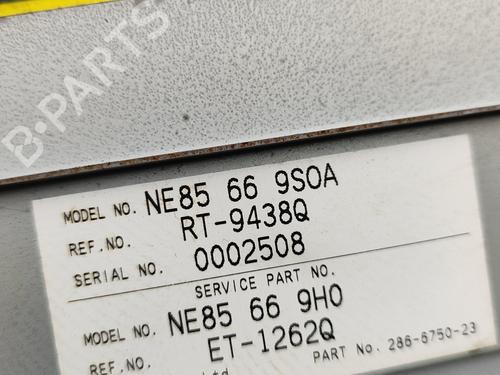 B-PARTS
MODEL NO. NE85 66 9S0A
REF.NO. RT-9438Q
SERIAL NO. 0002508
SERVICE PART NO.
MODEL NO. NE85 66 9H0
REF.NO. ET-1262Q
PART No. 286-6750-23
Ltd